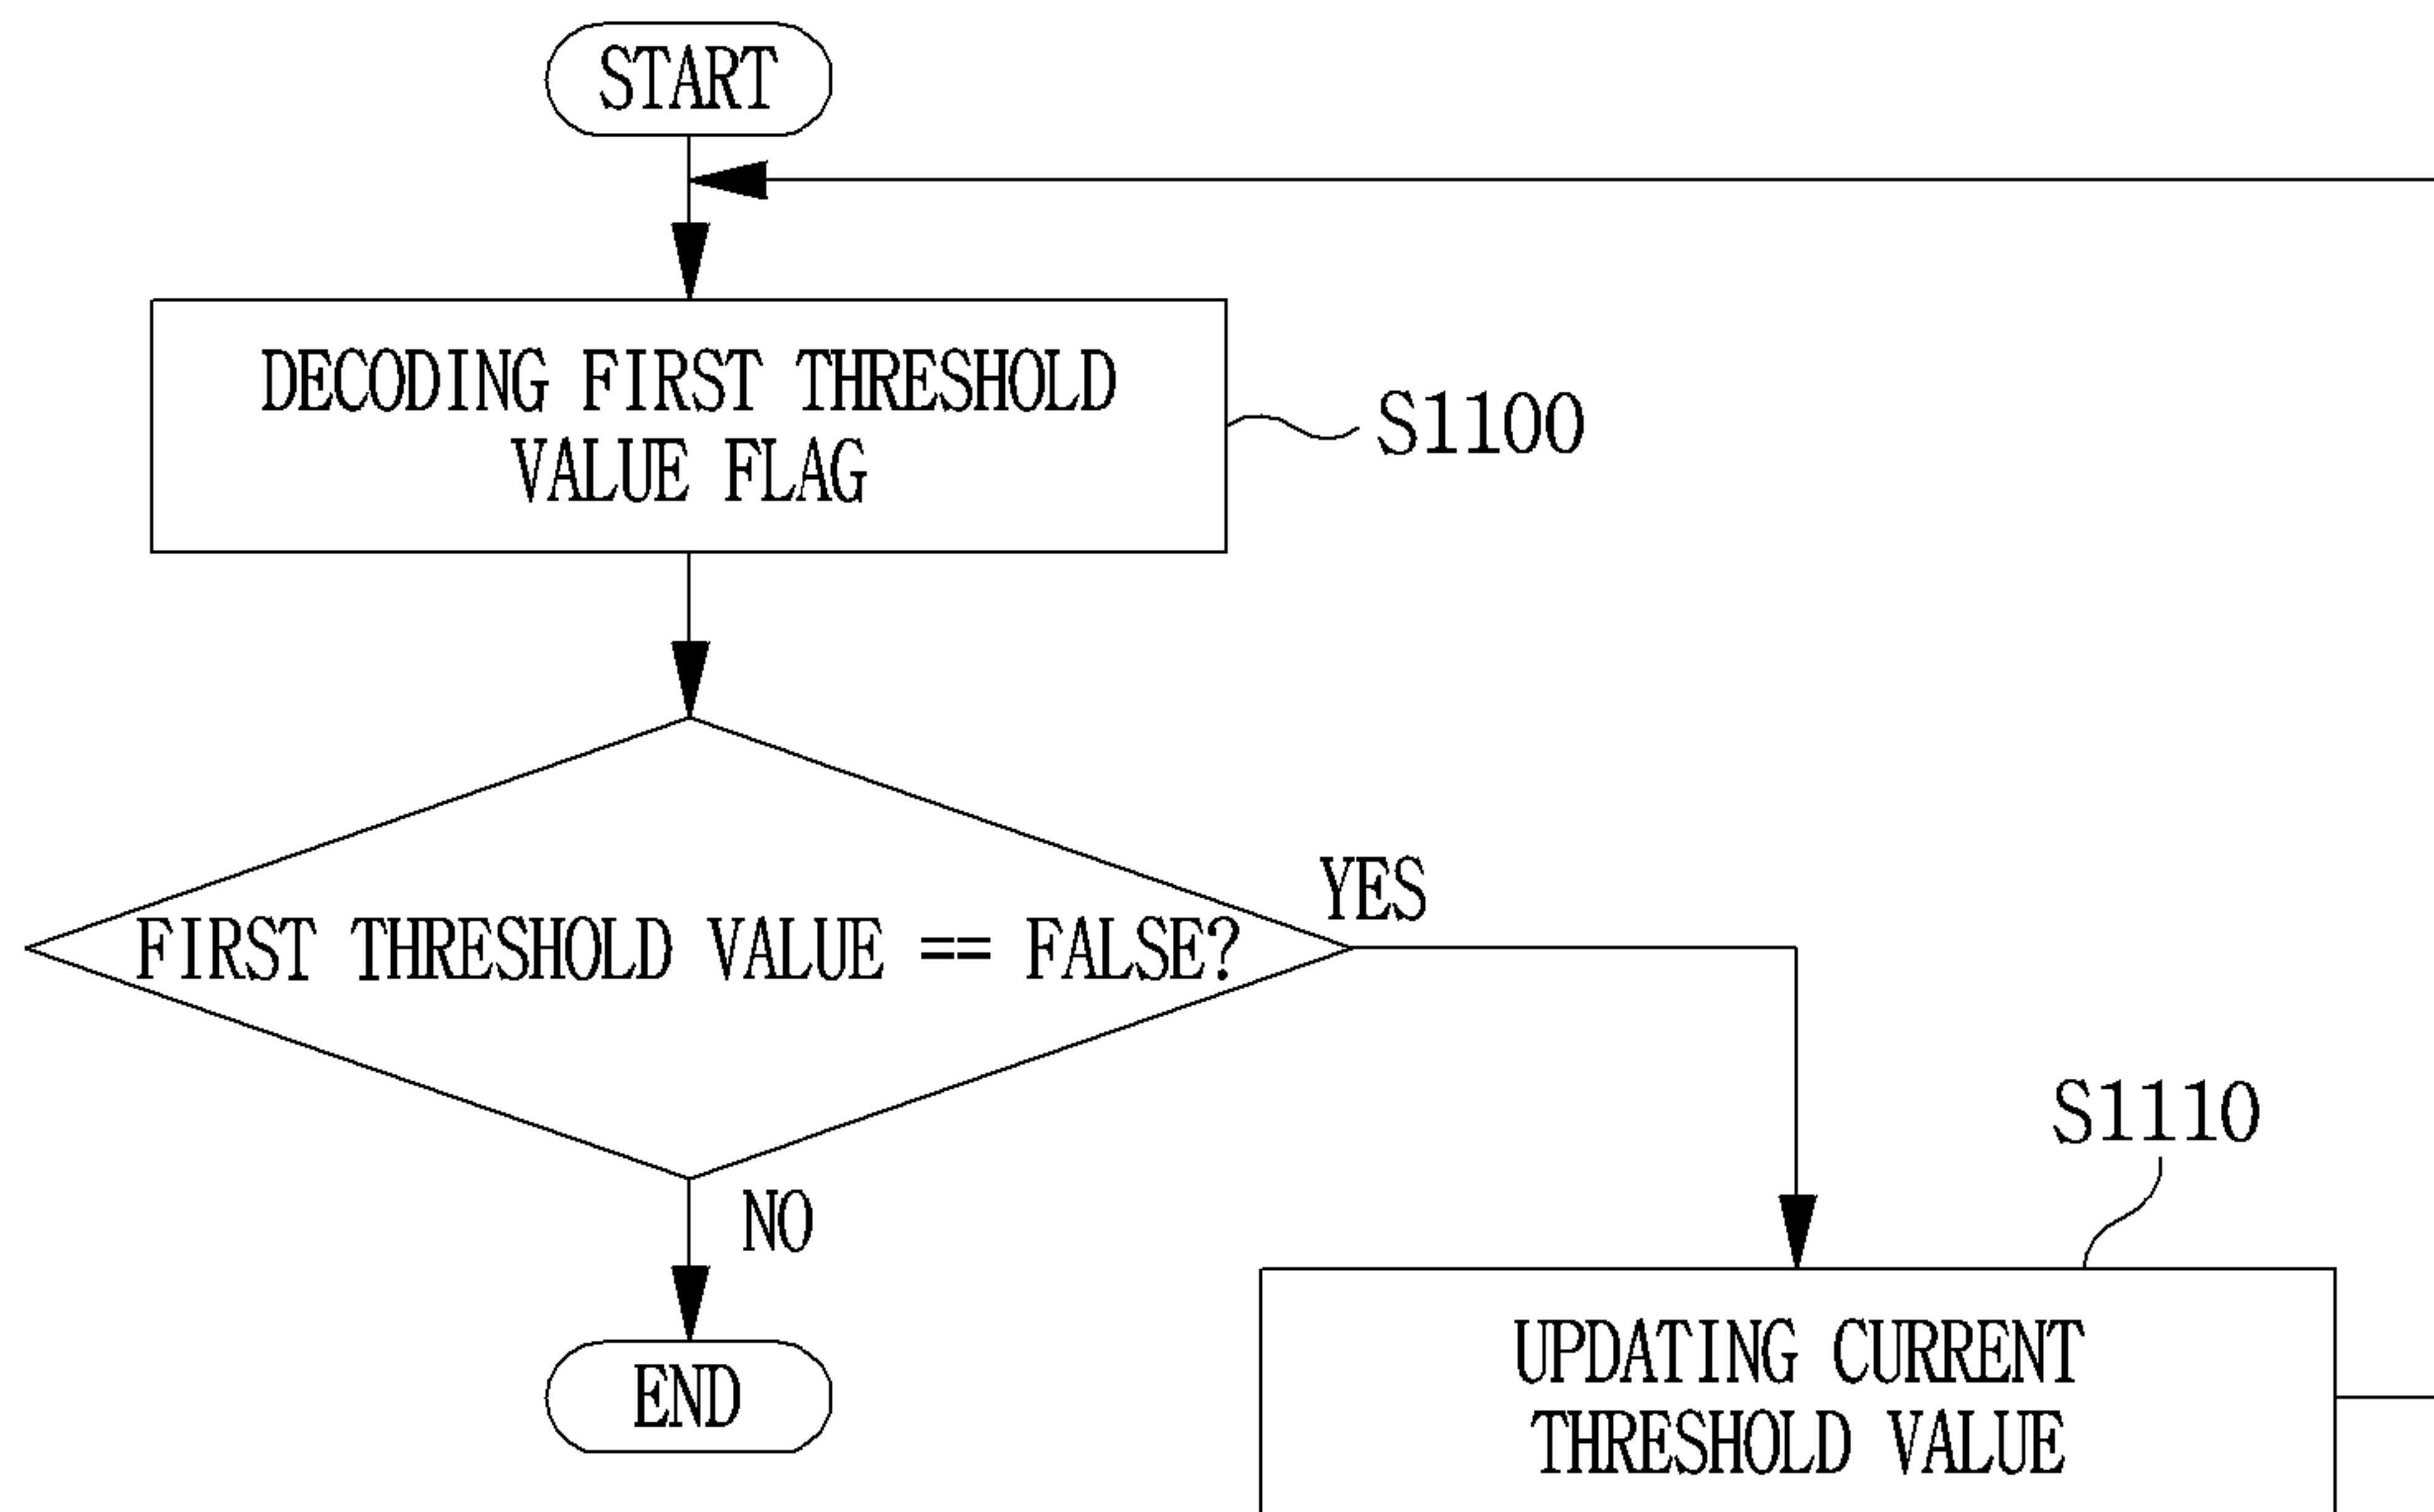 START
DECODING FIRST THRESHOLD
VALUE FLAG
S1100
FIRST THRESHOLD VALUE == FALSE?
YES
NO
S1110
END
UPDATING CURRENT
THRESHOLD VALUE